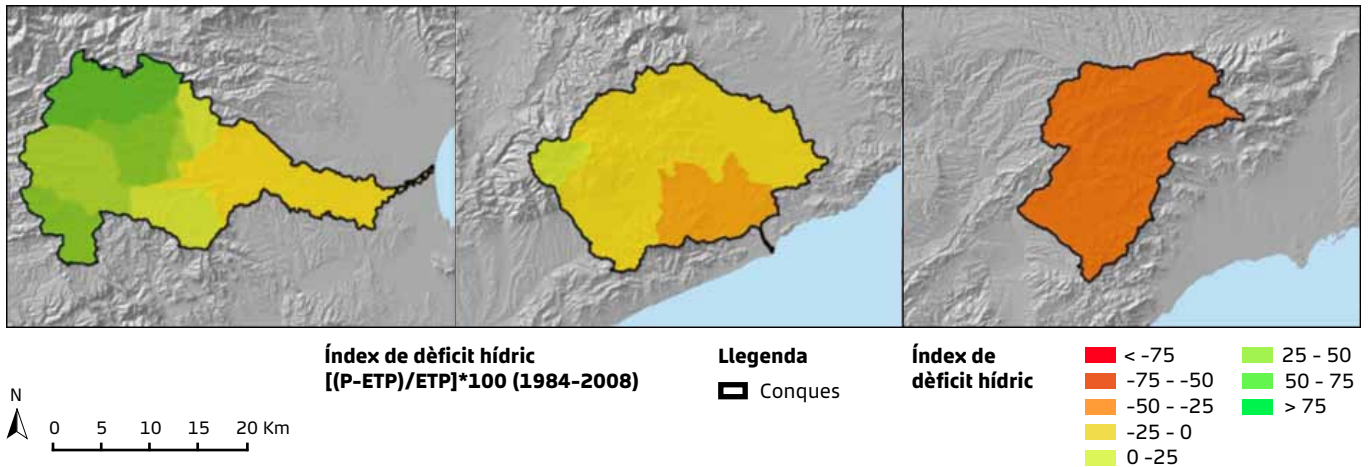 Índex de dèficit hídric
[(P-ETP)/ETP]*100 (1984-2008)
Llegenda
Conques
Índex de
dèficit hídric
< -75
-75 - -50
-50 - -25
-25 - 0
0 -25
25 - 50
50 - 75
> 75
N
0 5 10 15 20 Km